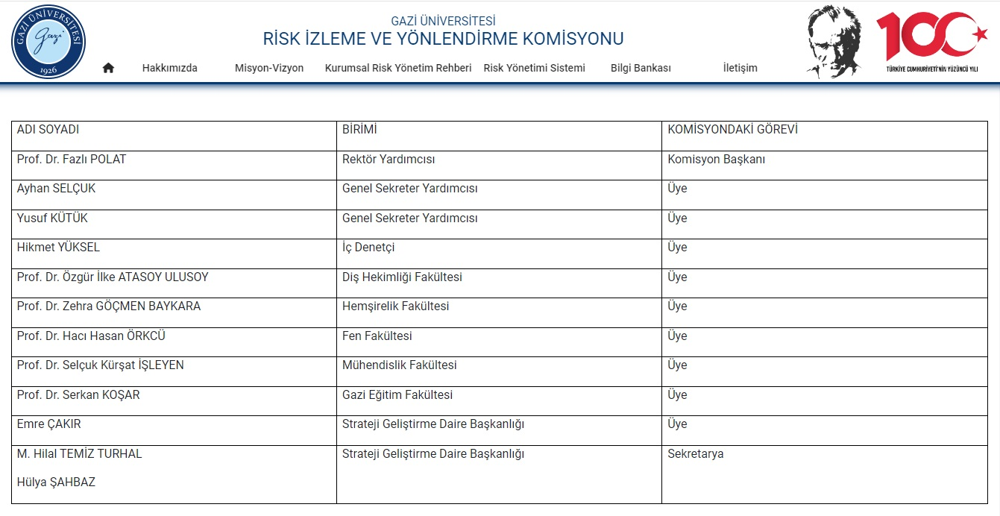 GAZİ ÜNİVERSİTESİ
Gazi
1926
GAZİ ÜNİVERSİTESİ
RİSK İZLEME VE YÖNLENDİRME KOMİSYONU
Hakkımızda Misyon-Vizyon Kurumsal Risk Yönetim Rehberi Risk Yönetimi Sistemi Bilgi Bankası İletişim
100
TÜRKİYE CUMHURİYETİ'NİN YÜZÜNCÜ YILI
ADI SOYADI BİRİMİ KOMİSYONDAKİ GÖREVİ
Prof. Dr. Fazlı POLAT Rektör Yardımcısı Komisyon Başkanı
Ayhan SELÇUK Genel Sekreter Yardımcısı Üye
Yusuf KÜTÜK Genel Sekreter Yardımcısı Üye
Hikmet YÜKSEL İç Denetçi Üye
Prof. Dr. Özgür İlke ATASOY ULUSOY Diş Hekimliği Fakültesi Üye
Prof. Dr. Zehra GÖÇMEN BAYKARA Hemşirelik Fakültesi Üye
Prof. Dr. Hacı Hasan ÖRKCÜ Fen Fakültesi Üye
Prof. Dr. Selçuk Kürşat İŞLEYEN Mühendislik Fakültesi Üye
Prof. Dr. Serkan KOŞAR Gazi Eğitim Fakültesi Üye
Emre ÇAKIR Strateji Geliştirme Daire Başkanlığı Üye
M. Hilal TEMİZ TURHAL Strateji Geliştirme Daire Başkanlığı Sekretarya
Hülya ŞAHBAZ